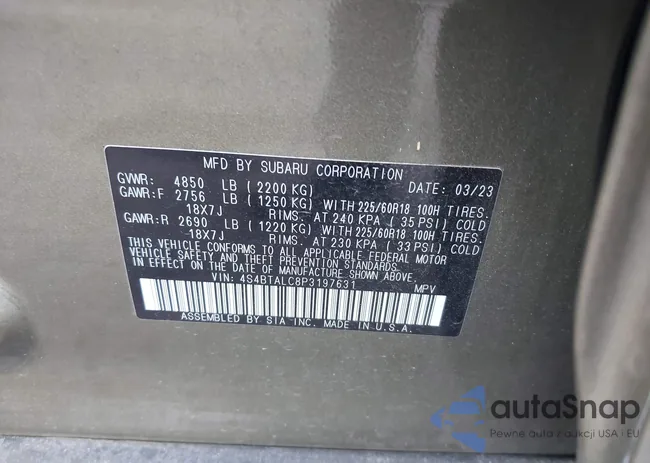 MFD BY SUBARU CORPORATION
GVWR: 4850 LB (2200 KG) DATE: 03/23
GAWR:F 2756 LB (1250 KG) WITH 225/60R18 100H TIRES.
18X7J RIMS. AT 240 KPA (35 PSI) COLD
GAWR:R 2690 LB (1220 KG) WITH 225/60R18 100H TIRES.
18X7J RIMS. AT 230 KPA (33 PSI) COLD
THIS VEHICLE CONFORMS TO ALL APPLICABLE FEDERAL MOTOR
VEHICLE SAFETY AND THEFT PREVENTION STANDARDS IN
EFFECT ON THE DATE OF MANUFACTURE SHOWN ABOVE.
VIN: 4S4BTALC8P3197631 MPV
ASSEMBLED BY SIA INC. MADE IN U.S.A.
autaSnap
Pewne auta z aukcji USA i EU